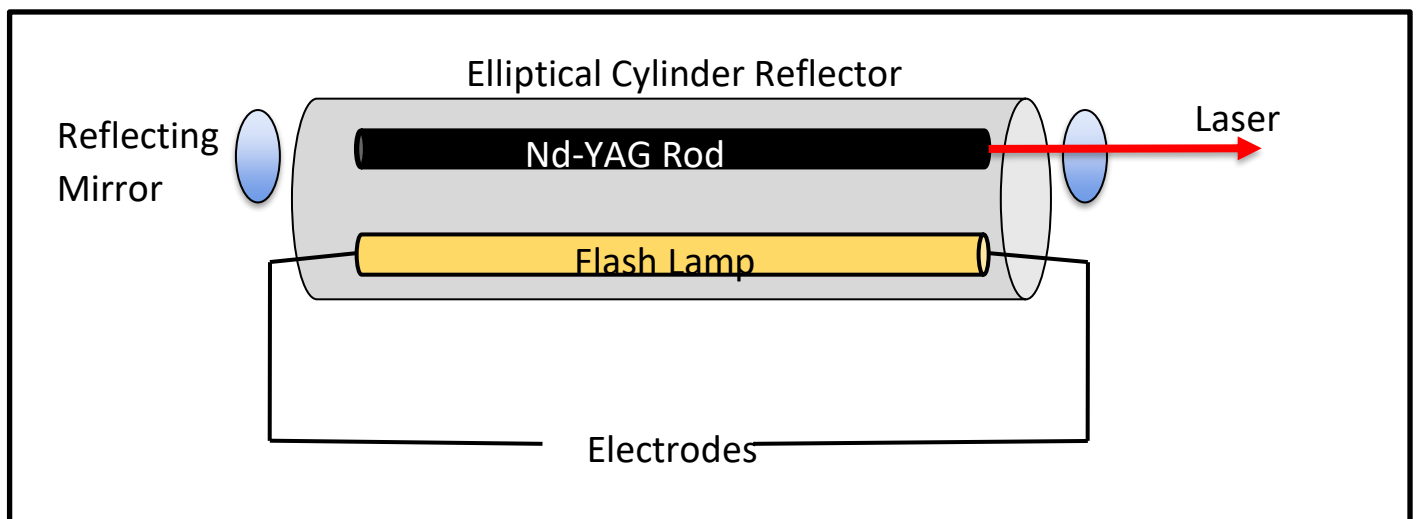 Elliptical Cylinder Reflector
Reflecting
Mirror
Laser
Nd-YAG Rod
Flash Lamp
Electrodes